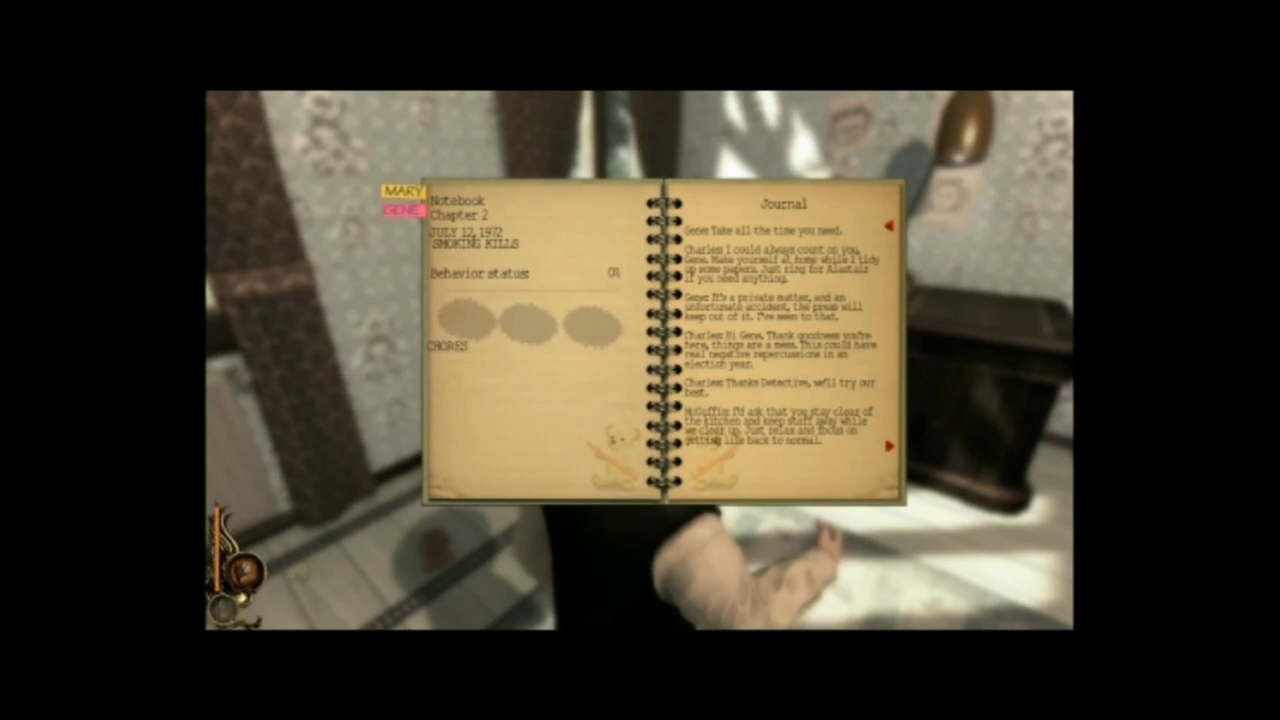 MARY
GENE
Notebook
Chapter 2
JULY 12, 1972
SMOKING KILLS
Behavior status:
CHORES
Journal
Gene: Take all the time you need.
Charles: I could always count on you,
Gene. Make yourself at home while I tidy
up some papers. Just ring for Alastair
if you need anything.
Gene: It's a private matter, and an
unfortunate accident, the press will
keep out of it. I've seen to that.
Charles: Hi Gene. Thank goodness you're
here, things are a mess. This could have
real negative repercussions in an
election year.
Charles: Thanks Detective, we'll try our
best.
McGuffin: I'd ask that you stay clear of
the kitchen and keep staff away while
we clear up. Just relax and focus on
getting life back to normal.